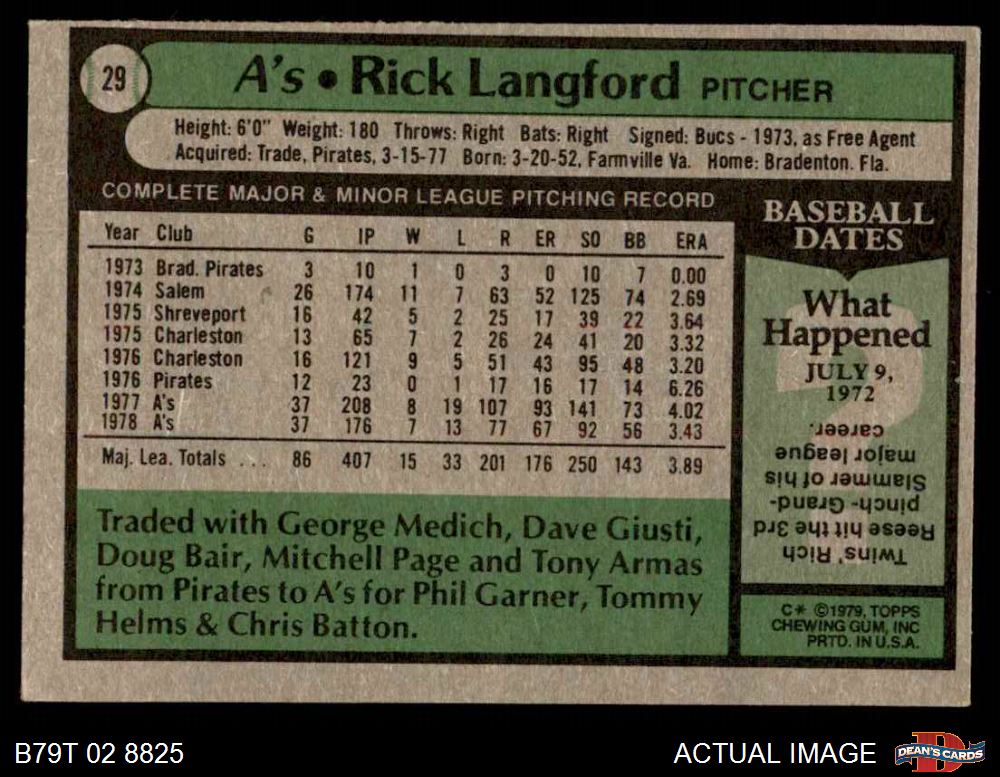 29
A's • Rick Langford PITCHER
Height: 6'0" Weight: 180 Throws: Right Bats: Right Signed: Bucs - 1973, as Free Agent
Acquired: Trade, Pirates, 3-15-77 Born: 3-20-52, Farmville Va. Home: Bradenton. Fla.
COMPLETE MAJOR & MINOR LEAGUE PITCHING RECORD
Year Club G IP W L R ER SO BB ERA
1973 Brad. Pirates 3 10 1 0 3 0 10 7 0.00
1974 Salem 26 174 11 7 63 52 125 74 2.69
1975 Shreveport 16 42 5 2 25 17 39 22 3.64
1975 Charleston 13 65 7 2 26 24 41 20 3.32
1976 Charleston 16 121 9 5 51 43 95 48 3.20
1976 Pirates 12 23 0 1 17 16 17 14 6.26
1977 A's 37 208 8 19 107 93 141 73 4.02
1978 A's 37 176 7 13 77 67 92 56 3.43
Maj. Lea. Totals ... 86 407 15 33 201 176 250 143 3.89
Traded with George Medich, Dave Giusti,
Doug Bair, Mitchell Page and Tony Armas
from Pirates to A's for Phil Garner, Tommy
Helms & Chris Batton.
BASEBALL
DATES
What
Happened
JULY 9,
1972
Twins' Rich
Reese hit the 3rd
pinch- Grand-
Slammer of his
major league
career.
C* ©1979, TOPPS
CHEWING GUM, INC
PRTD. IN U.S.A.
B79T 02 8825
ACTUAL IMAGE
DEAN'S CARDS